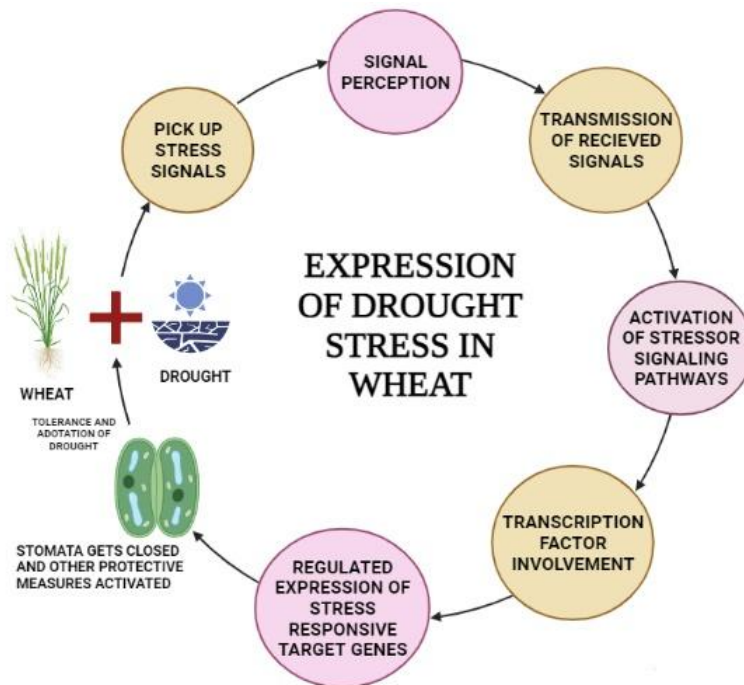 SIGNAL
PERCEPTION
PICK UP
STRESS
SIGNALS
TRANSMISSION
OF RECIEVED
SIGNALS
EXPRESSION
OF DROUGHT
STRESS IN
WHEAT
ACTIVATION
OF STRESSOR
SIGNALING
PATHWAYS
WHEAT
DROUGHT
TOLERANCE AND
ADOTATION OF
DROUGHT
TRANSCRIPTION
FACTOR
INVOLVEMENT
STOMATA GETS CLOSED
AND OTHER PROTECTIVE
MEASURES ACTIVATED
REGULATED
EXPRESSION OF
STRESS
RESPONSIVE
TARGET GENES